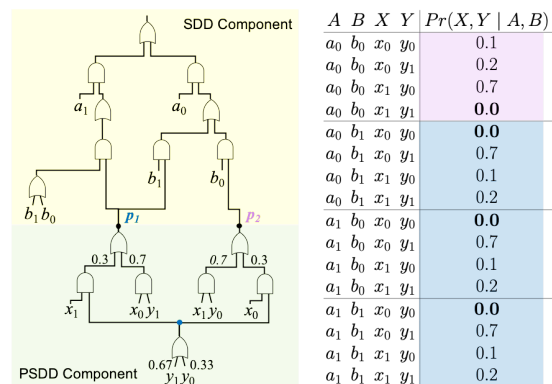 SDD Component
a₁ a₀
b₁ b₀
b₁ b₀
p₁ p₂
0.3 0.7 0.7 0.3
x₁ x₀ y₁ x₁ y₀ x₀
0.67 0.33
y₁ y₀
PSDD Component
A B X Y Pr(X, Y | A, B)
a₀ b₀ x₀ y₀ 0.1
a₀ b₀ x₀ y₁ 0.2
a₀ b₀ x₁ y₀ 0.7
a₀ b₀ x₁ y₁ 0.0
a₀ b₁ x₀ y₀ 0.0
a₀ b₁ x₀ y₁ 0.7
a₀ b₁ x₁ y₀ 0.1
a₀ b₁ x₁ y₁ 0.2
a₁ b₀ x₀ y₀ 0.0
a₁ b₀ x₀ y₁ 0.7
a₁ b₀ x₁ y₀ 0.1
a₁ b₀ x₁ y₁ 0.2
a₁ b₁ x₀ y₀ 0.0
a₁ b₁ x₀ y₁ 0.7
a₁ b₁ x₁ y₀ 0.1
a₁ b₁ x₁ y₁ 0.2